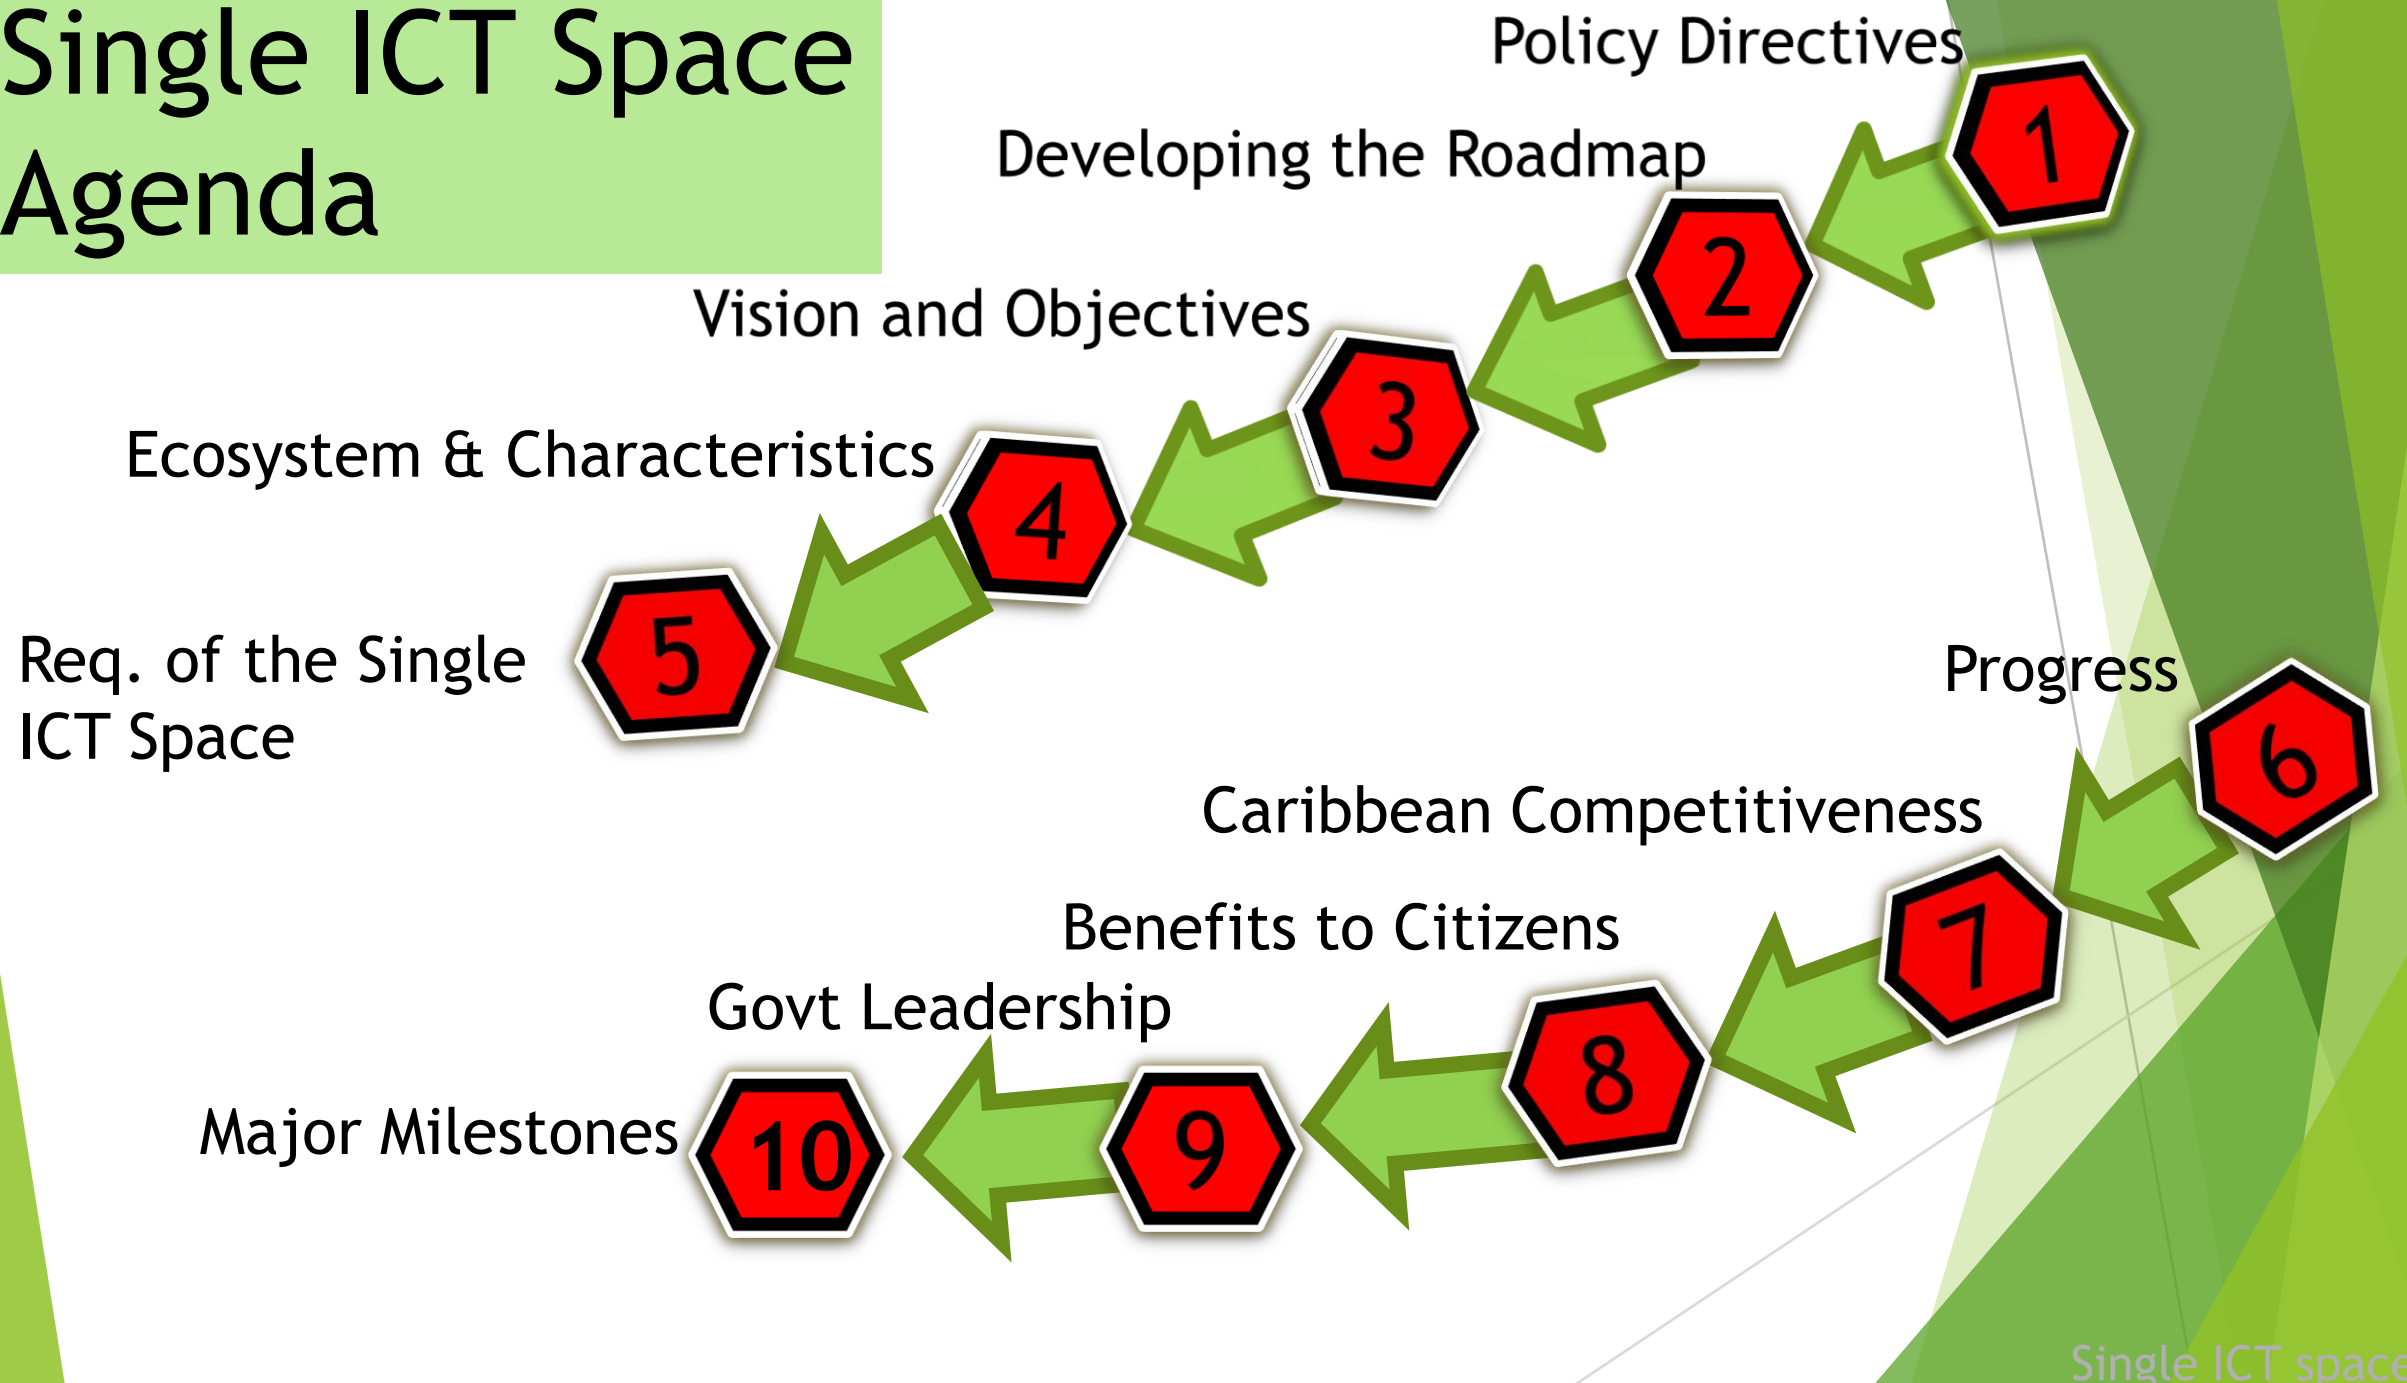 Single ICT Space
Agenda
Policy Directives
1
Developing the Roadmap
2
Vision and Objectives
3
Ecosystem & Characteristics
4
Req. of the Single
ICT Space
5
Progress
6
Caribbean Competitiveness
7
Benefits to Citizens
8
Govt Leadership
9
Major Milestones
10
Single ICT space